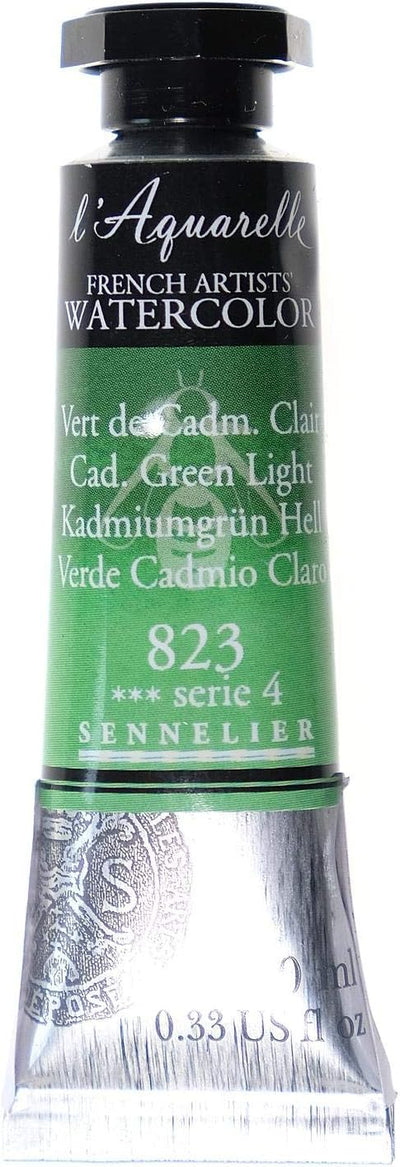 l'Aquarelle
FRENCH ARTISTS'
WATERCOLOR
Vert de Cadm. Clair
Cad. Green Light
Kadmiumgrün Hell
Verde Cadmio Claro
823
*** serie 4
SENNELIER
S
ml
0.33 US fl oz